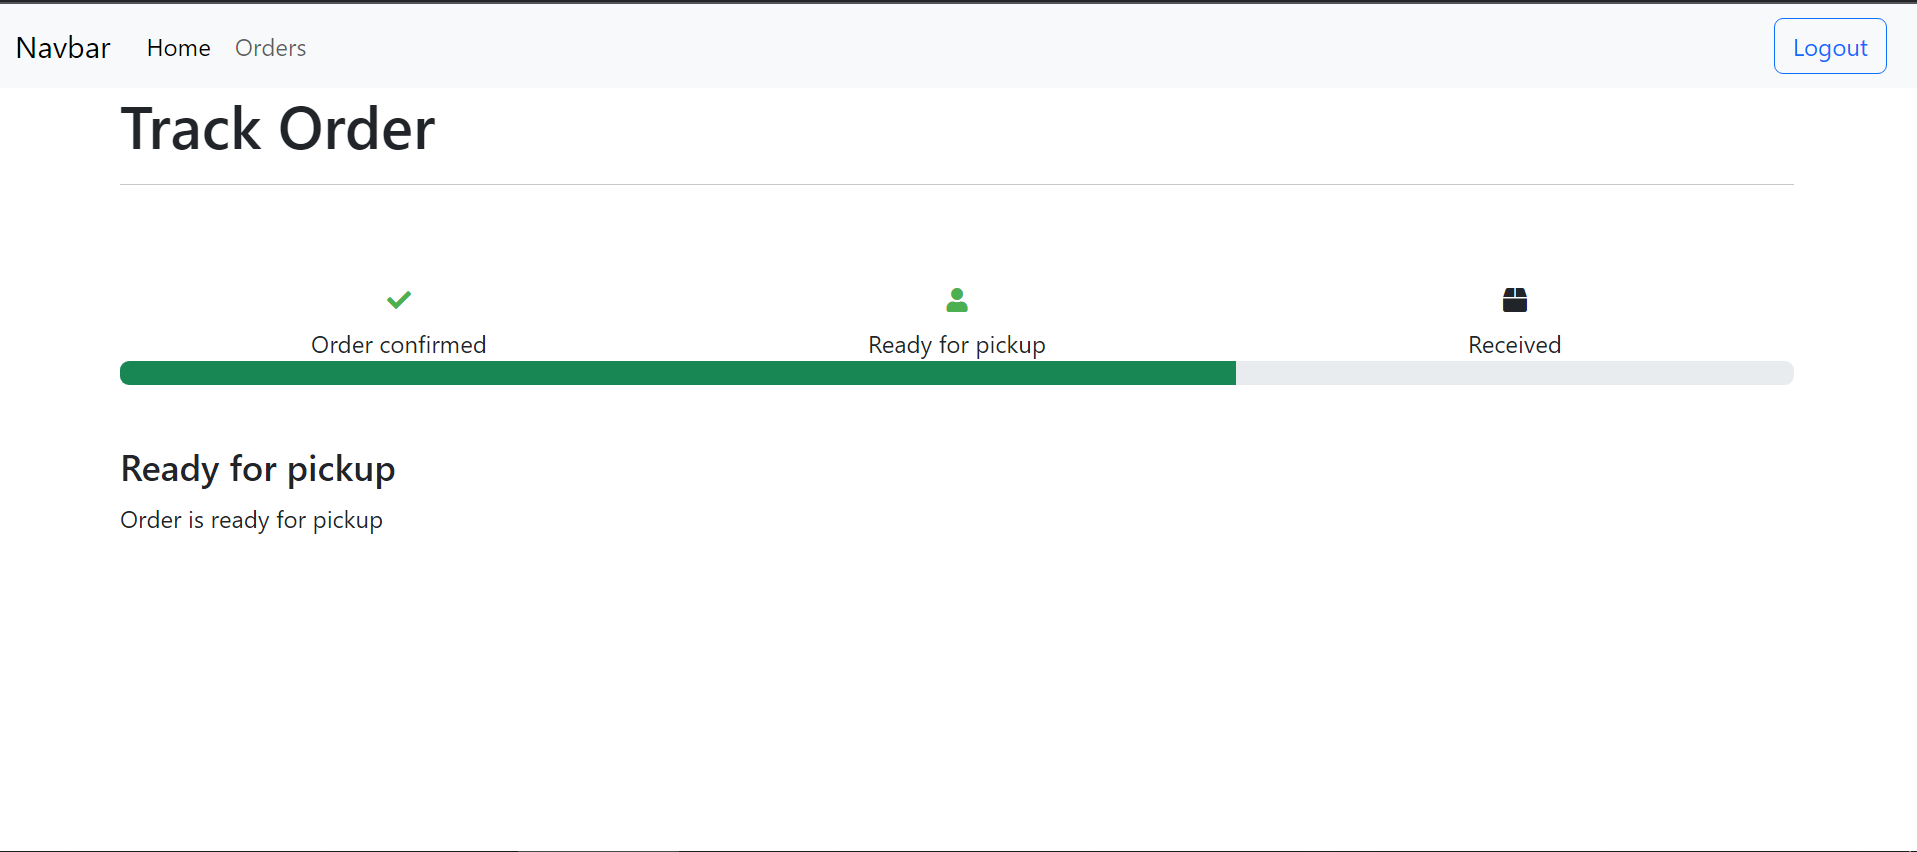 Navbar Home Orders Logout
Track Order
Order confirmed Ready for pickup Received
Ready for pickup
Order is ready for pickup